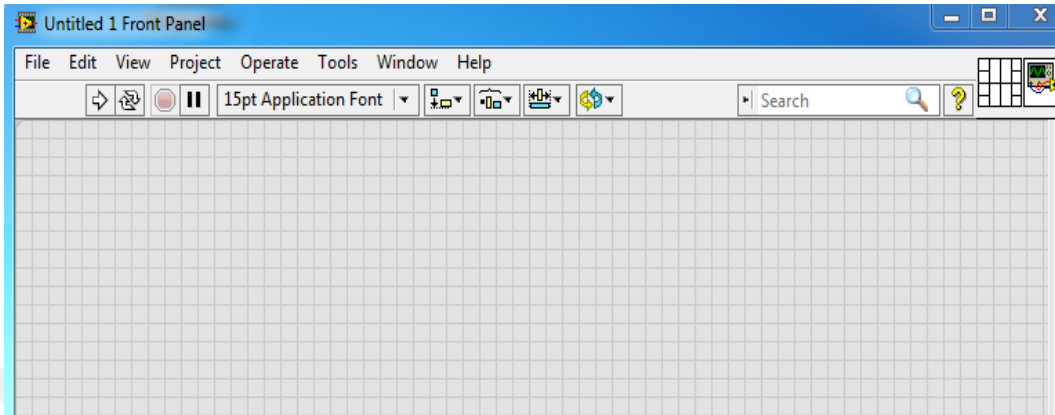 Untitled 1 Front Panel
File Edit View Project Operate Tools Window Help
15pt Application Font Search ?